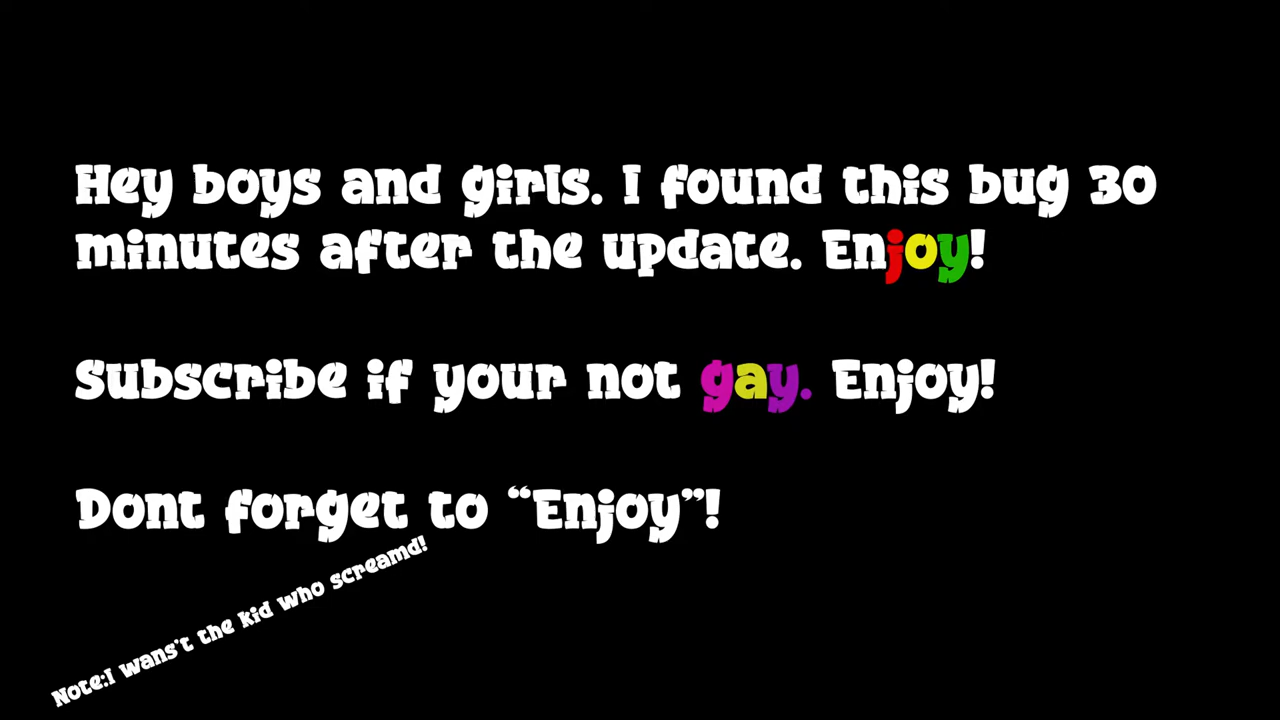 Hey boys and girls. I found this bug 30
minutes after the update. Enjoy!
Subscribe if your not gay. Enjoy!
Dont forget to “Enjoy”!
Note:I wans't the kid who screamd!